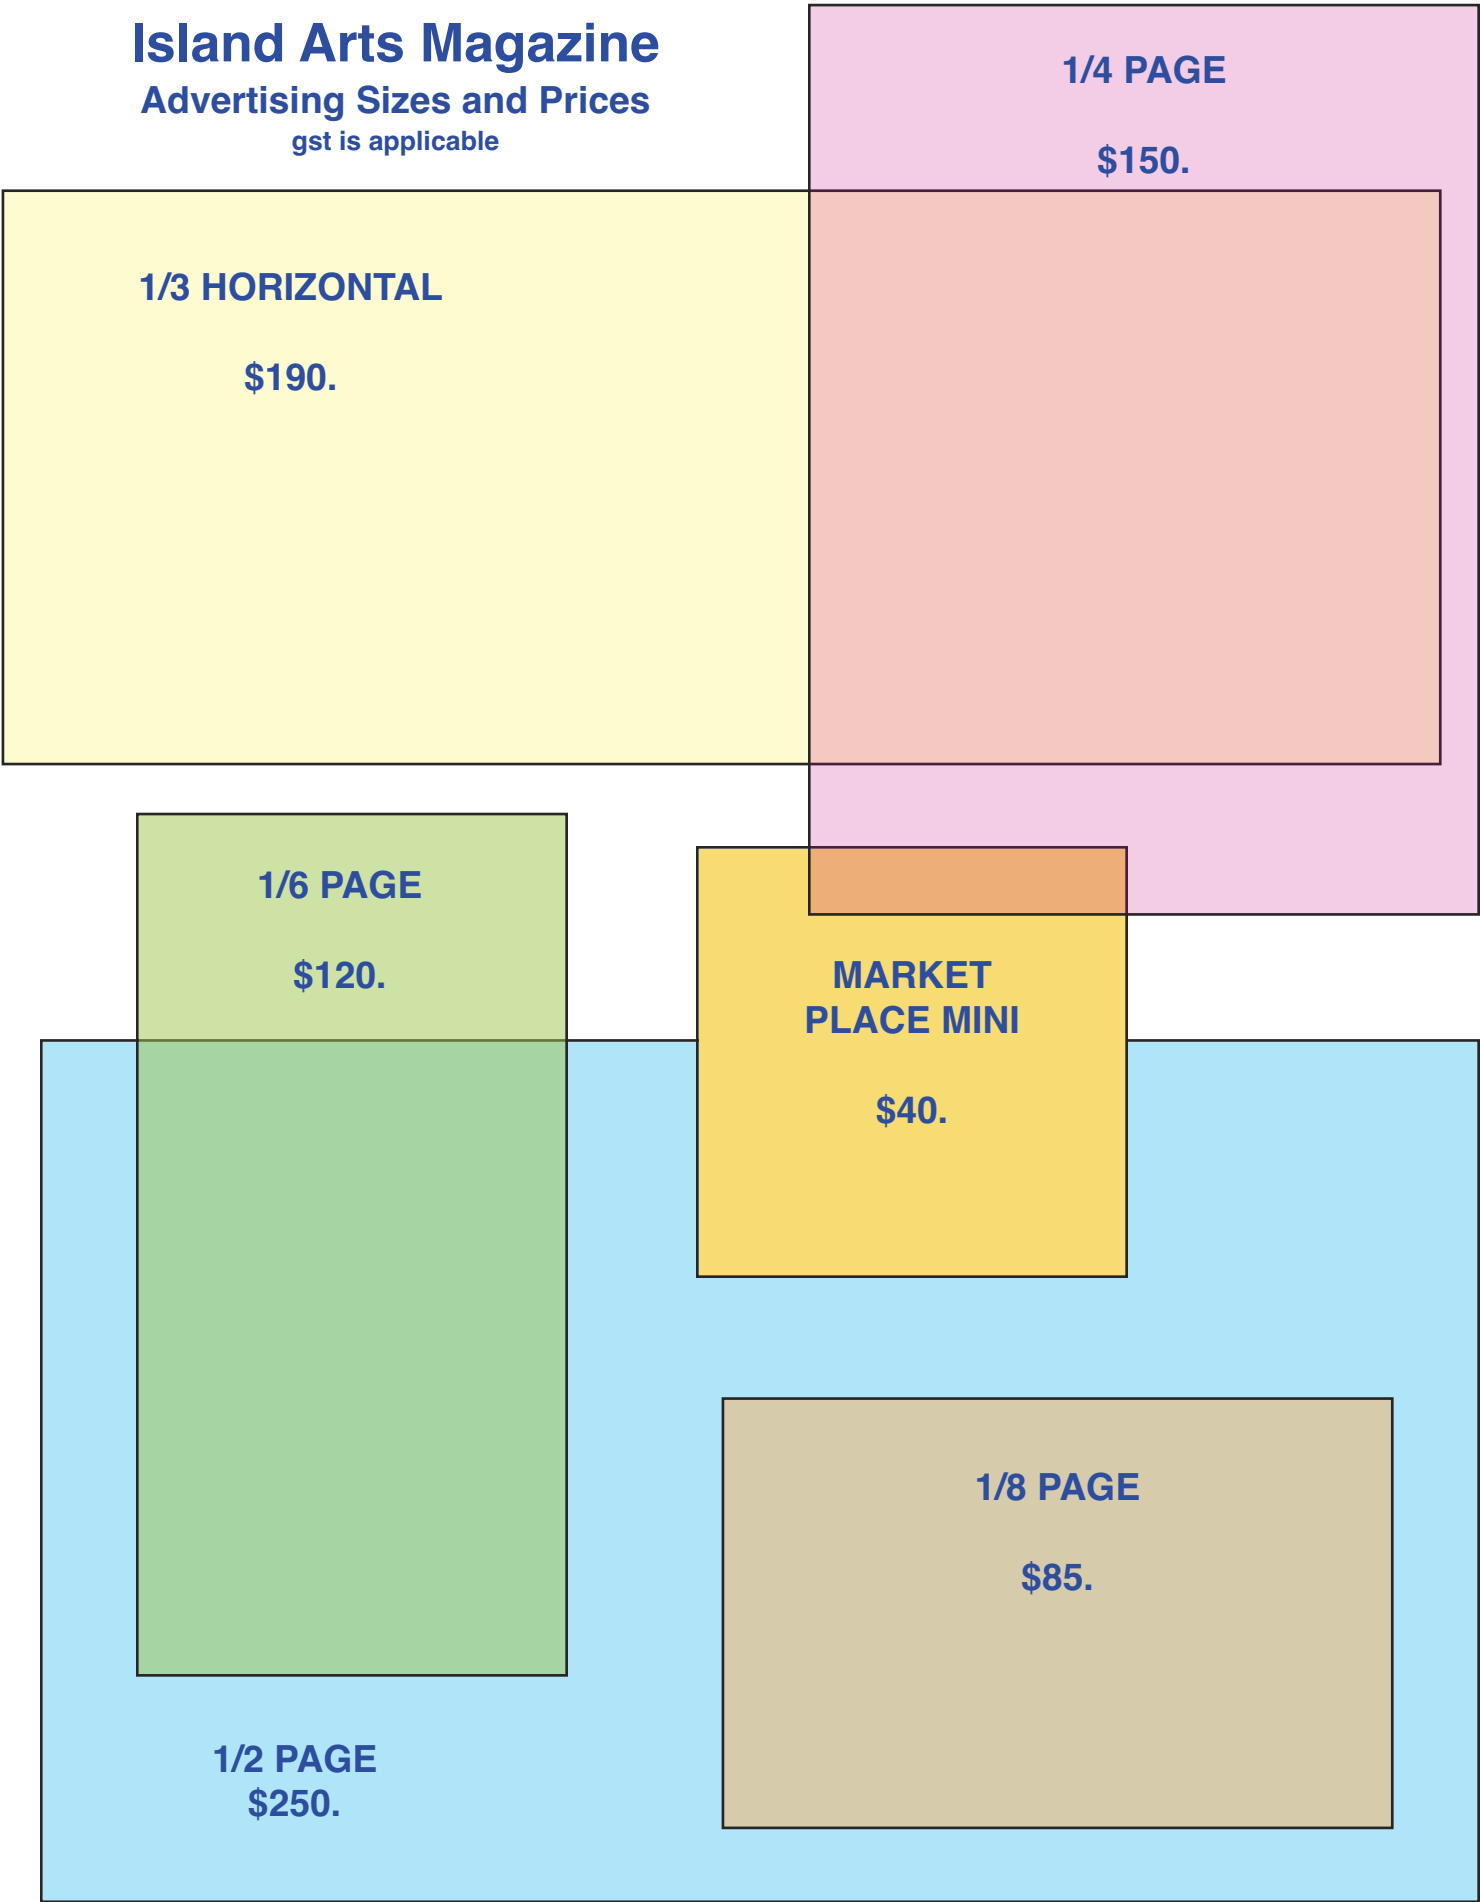 Island Arts Magazine
Advertising Sizes and Prices
gst is applicable
1/4 PAGE
$150.
1/3 HORIZONTAL
$190.
1/6 PAGE
$120.
MARKET
PLACE MINI
$40.
1/8 PAGE
$85.
1/2 PAGE
$250.